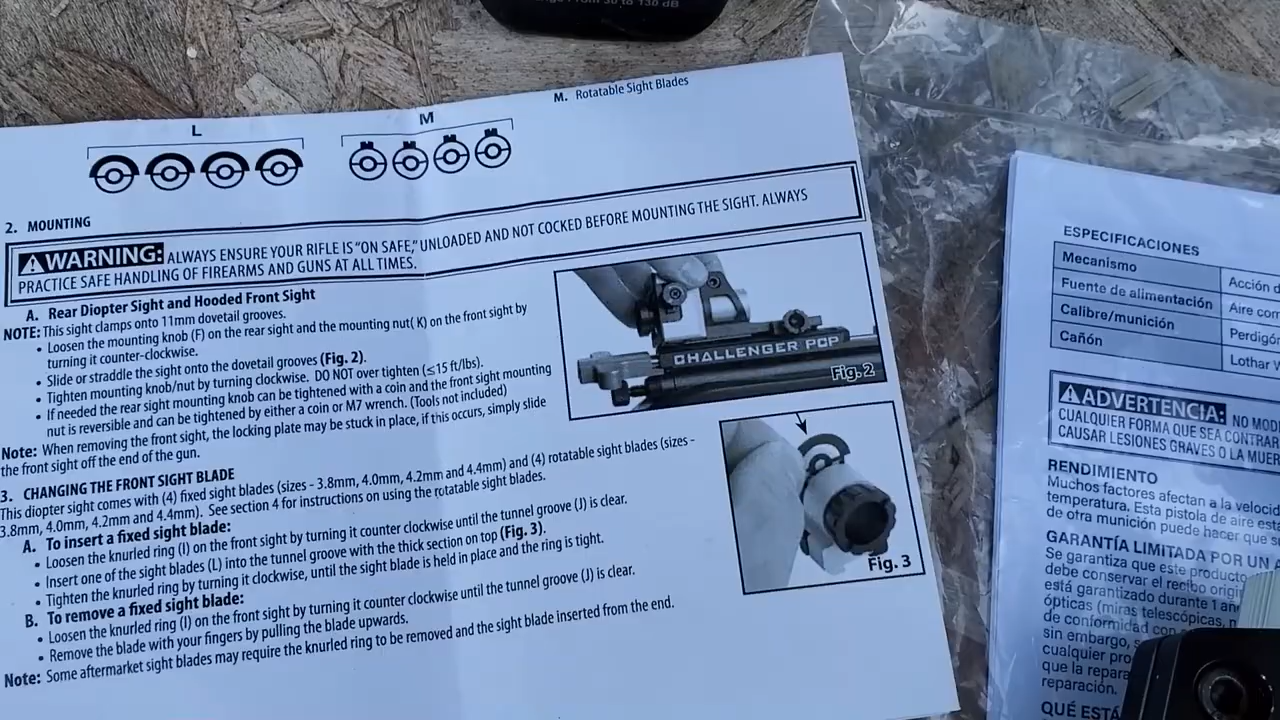 ange From 30 to 130 dB
M. Rotatable Sight Blades
L
M
2. MOUNTING
WARNING: ALWAYS ENSURE YOUR RIFLE IS "ON SAFE," UNLOADED AND NOT COCKED BEFORE MOUNTING THE SIGHT. ALWAYS
PRACTICE SAFE HANDLING OF FIREARMS AND GUNS AT ALL TIMES.
A. Rear Diopter Sight and Hooded Front Sight
NOTE: This sight clamps onto 11mm dovetail grooves.
• Loosen the mounting knob (F) on the rear sight and the mounting nut( K) on the front sight by
turning it counter-clockwise.
• Slide or straddle the sight onto the dovetail grooves (Fig. 2).
• Tighten mounting knob/nut by turning clockwise. DO NOT over tighten (≤15 ft/lbs).
• If needed the rear sight mounting knob can be tightened with a coin and the front sight mounting
nut is reversible and can be tightened by either a coin or M7 wrench. (Tools not included)
Note: When removing the front sight, the locking plate may be stuck in place, if this occurs, simply slide
the front sight off the end of the gun.
CHALLENGER PCP
Fig. 2
3. CHANGING THE FRONT SIGHT BLADE
This diopter sight comes with (4) fixed sight blades (sizes - 3.8mm, 4.0mm, 4.2mm and 4.4mm) and (4) rotatable sight blades (sizes -
3.8mm, 4.0mm, 4.2mm and 4.4mm). See section 4 for instructions on using the rotatable sight blades.
A. To insert a fixed sight blade:
• Loosen the knurled ring (I) on the front sight by turning it counter clockwise until the tunnel groove (J) is clear.
• Insert one of the sight blades (L) into the tunnel groove with the thick section on top (Fig. 3).
• Tighten the knurled ring by turning it clockwise, until the sight blade is held in place and the ring is tight.
B. To remove a fixed sight blade:
• Loosen the knurled ring (I) on the front sight by turning it counter clockwise until the tunnel groove (J) is clear.
• Remove the blade with your fingers by pulling the blade upwards.
Note: Some aftermarket sight blades may require the knurled ring to be removed and the sight blade inserted from the end.
Fig. 3
ESPECIFICACIONES
Mecanismo Acción d
Fuente de alimentación Aire com
Calibre/munición Perdigó
Cañón Lothar W
ADVERTENCIA: NO MODI
CUALQUIER FORMA QUE SEA CONTRAR
CAUSAR LESIONES GRAVES O LA MUER
RENDIMIENTO
Muchos factores afectan a la velocid
temperatura. Esta pistola de aire est
de otra munición puede hacer que s
GARANTÍA LIMITADA POR UN A
Se garantiza que este producto
debe conservar el recibo origi
está garantizado durante 1 añ
ópticas (miras telescópicas,
de conformidad con
sin embargo, s
cualquier pro
que la repara
reparación.
QUÉ ESTÁ